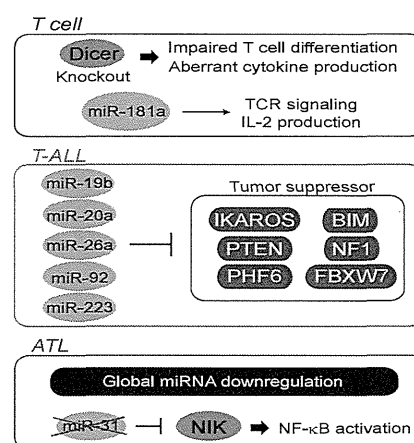 T cell
Dicer
Knockout
Impaired T cell differentiation
Aberrant cytokine production
miR-181a
TCR signaling
IL-2 production
T-ALL
miR-19b
miR-20a
miR-26a
miR-92
miR-223
Tumor suppressor
IKAROS BIM
PTEN NF1
PHF6 FBXW7
ATL
Global miRNA downregulation
miR-31 NIK NF-κB activation